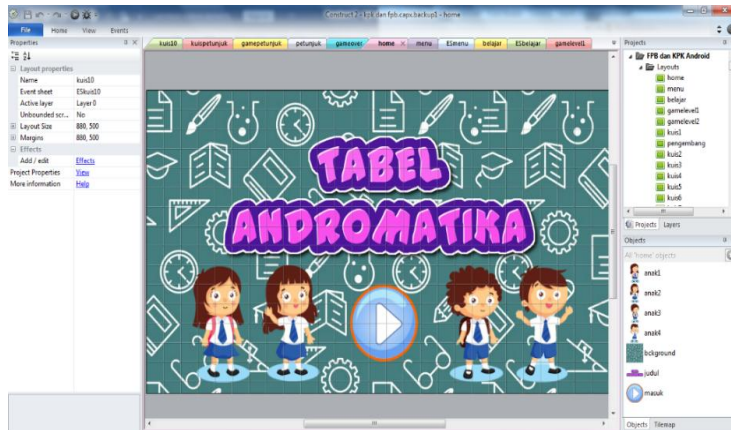 Construct 2 - kpk dan fpb.capx.backup1 - home
File Home View Events
Properties
Layout properties
Name kuis10
Event sheet ESkuis10
Active layer Layer 0
Unbounded scr... No
Layout Size 880, 500
Margins 880, 500
Effects
Add / edit Effects
Project Properties View
More information Help
kuis10 kuispetunjuk gamepetunjuk petunjuk gameover home menu ESmenu belajar ESbelajar gamelevel1
TABEL
ANDROMATIKA
Projects
FPB dan KPK Android
Layouts
home
menu
belajar
gamelevel1
gamelevel2
kuis1
pengembang
kuis2
kuis3
kuis4
kuis5
kuis6
Projects Layers
Objects
All 'home' objects
anak1
anak2
anak3
anak4
bckground
judul
masuk
Objects Tilemap